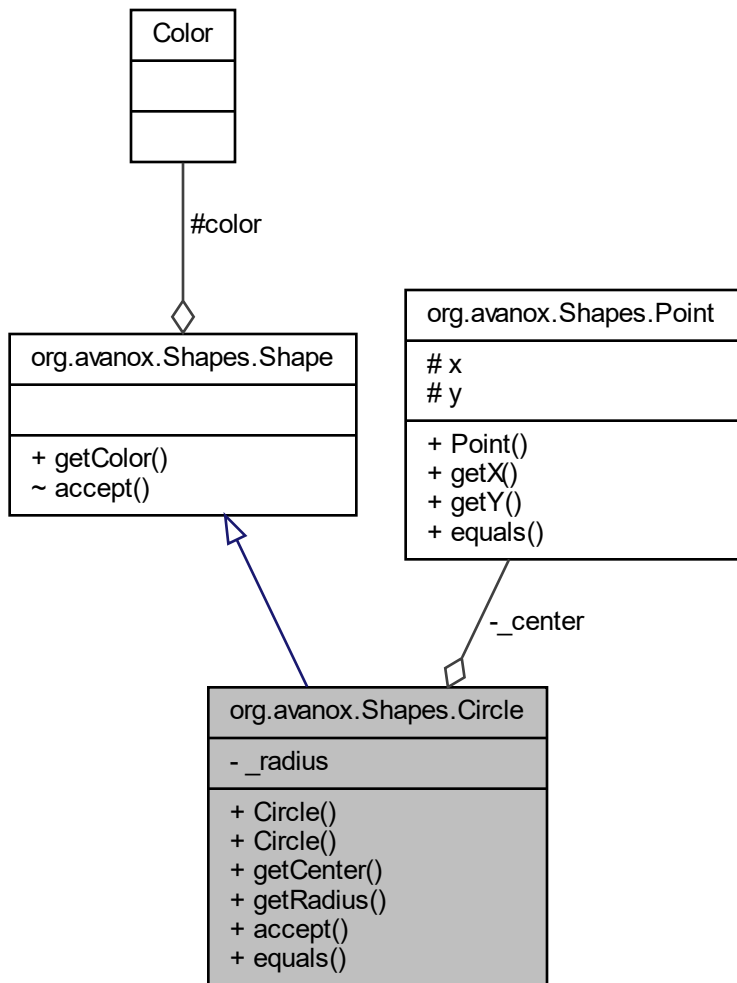 Color
#color
org.avanox.Shapes.Shape
+ getColor()
~ accept()
org.avanox.Shapes.Point
# x
# y
+ Point()
+ getX()
+ getY()
+ equals()
-_center
org.avanox.Shapes.Circle
- _radius
+ Circle()
+ Circle()
+ getCenter()
+ getRadius()
+ accept()
+ equals()